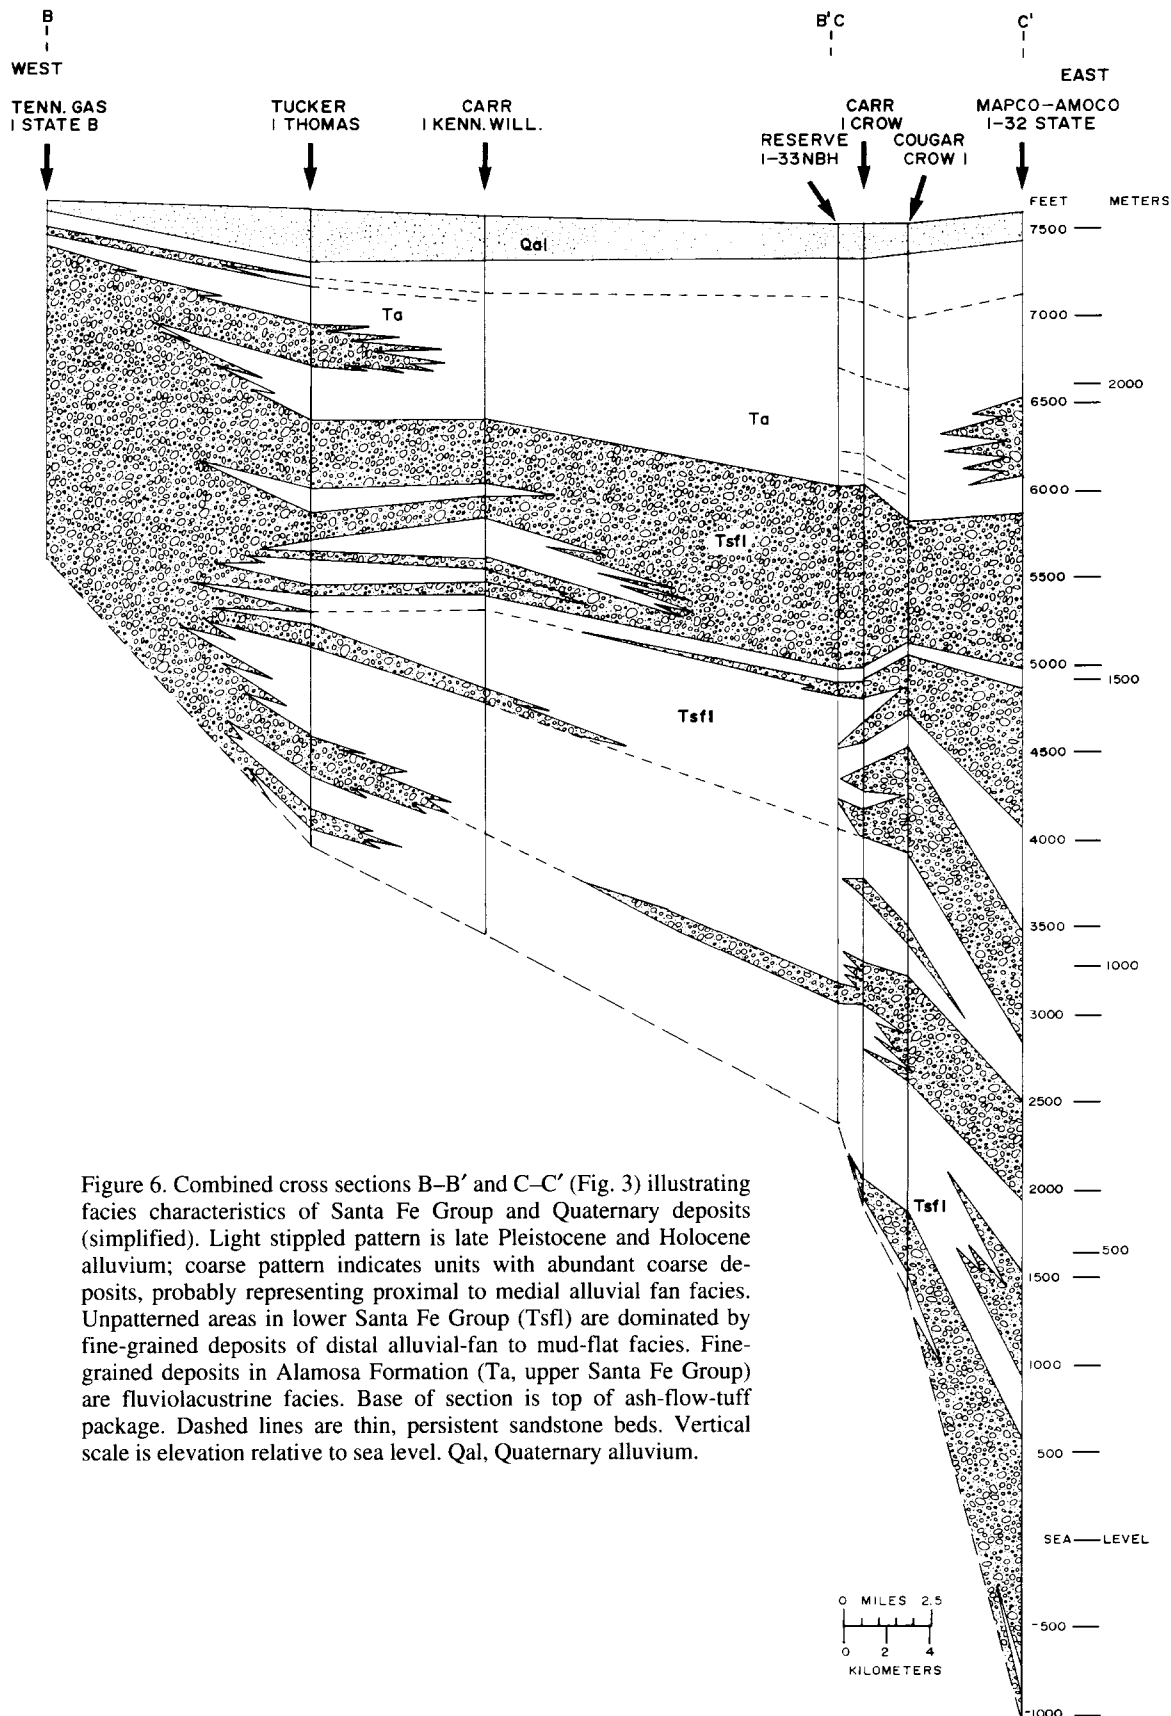 B
B' C
C'
WEST
EAST
TENN. GAS
1 STATE B
TUCKER
1 THOMAS
CARR
1 KENN. WILL.
CARR
1 CROW
MAPCO-AMOCO
1-32 STATE
RESERVE
1-33NBH
COUGAR
CROW 1
FEET METERS
7500
Qal
7000
Ta
2000
6500
Ta
6000
Tsfl
5500
5000
1500
Tsfl
4500
4000
3500
1000
3000
2500
2000
Tsfl
500
1500
1000
500
SEA LEVEL
-500
-1000
Figure 6. Combined cross sections B–B′ and C–C′ (Fig. 3) illustrating
facies characteristics of Santa Fe Group and Quaternary deposits
(simplified). Light stippled pattern is late Pleistocene and Holocene
alluvium; coarse pattern indicates units with abundant coarse de-
posits, probably representing proximal to medial alluvial fan facies.
Unpatterned areas in lower Santa Fe Group (Tsfl) are dominated by
fine-grained deposits of distal alluvial-fan to mud-flat facies. Fine-
grained deposits in Alamosa Formation (Ta, upper Santa Fe Group)
are fluviolacustrine facies. Base of section is top of ash-flow-tuff
package. Dashed lines are thin, persistent sandstone beds. Vertical
scale is elevation relative to sea level. Qal, Quaternary alluvium.
0 MILES 2.5
0 2 4
KILOMETERS